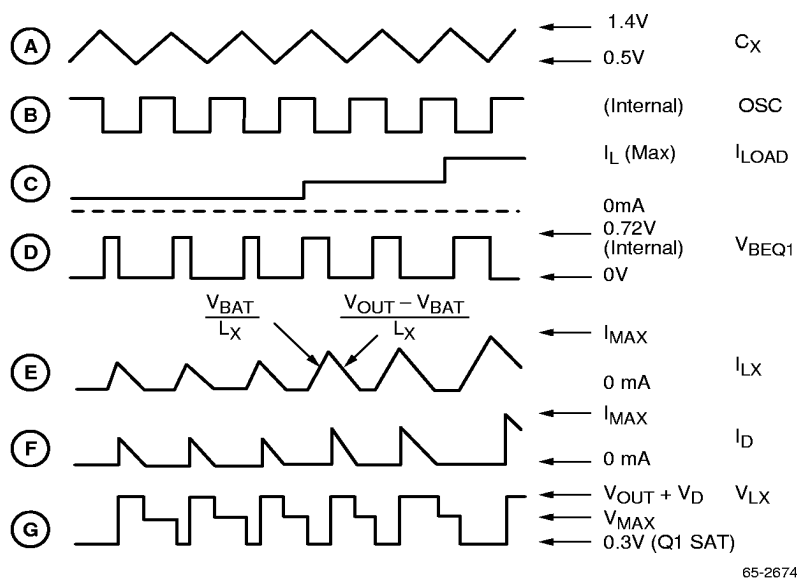 A
1.4V
0.5V
C_X
B
(Internal)
OSC
C
I_L (Max)
I_LOAD
0mA
D
0.72V
(Internal)
V_BEQ1
0V
V_BAT
L_X
V_OUT – V_BAT
L_X
E
I_MAX
I_LX
0 mA
F
I_MAX
I_D
0 mA
G
V_OUT + V_D
V_LX
V_MAX
0.3V (Q1 SAT)
65-2674